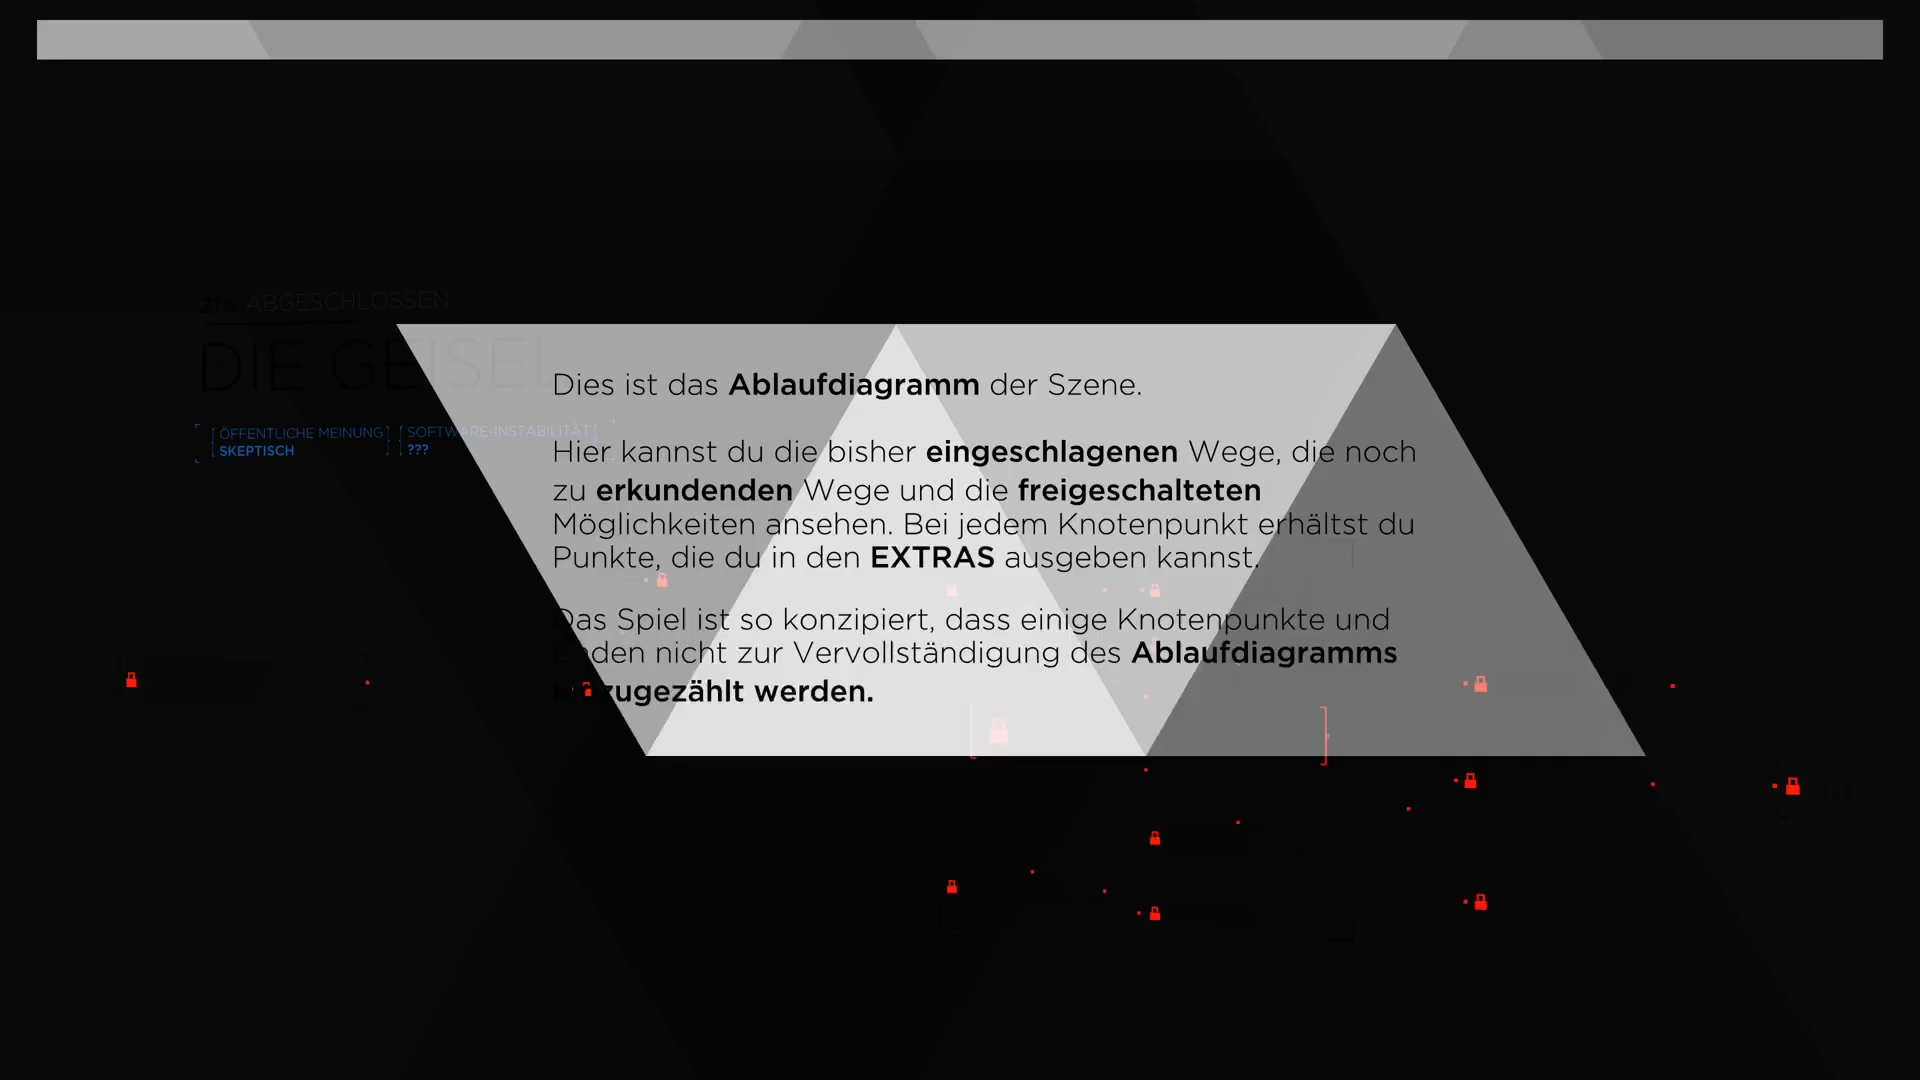 21% ABGESCHLOSSEN
DIE GEISEL
ÖFFENTLICHE MEINUNG
SKEPTISCH
SOFTWARE-INSTABILITÄT
???
Dies ist das Ablaufdiagramm der Szene.
Hier kannst du die bisher eingeschlagenen Wege, die noch
zu erkundenden Wege und die freigeschalteten
Möglichkeiten ansehen. Bei jedem Knotenpunkt erhältst du
Punkte, die du in den EXTRAS ausgeben kannst.
Das Spiel ist so konzipiert, dass einige Knotenpunkte und
Enden nicht zur Vervollständigung des Ablaufdiagramms
hinzugezählt werden.